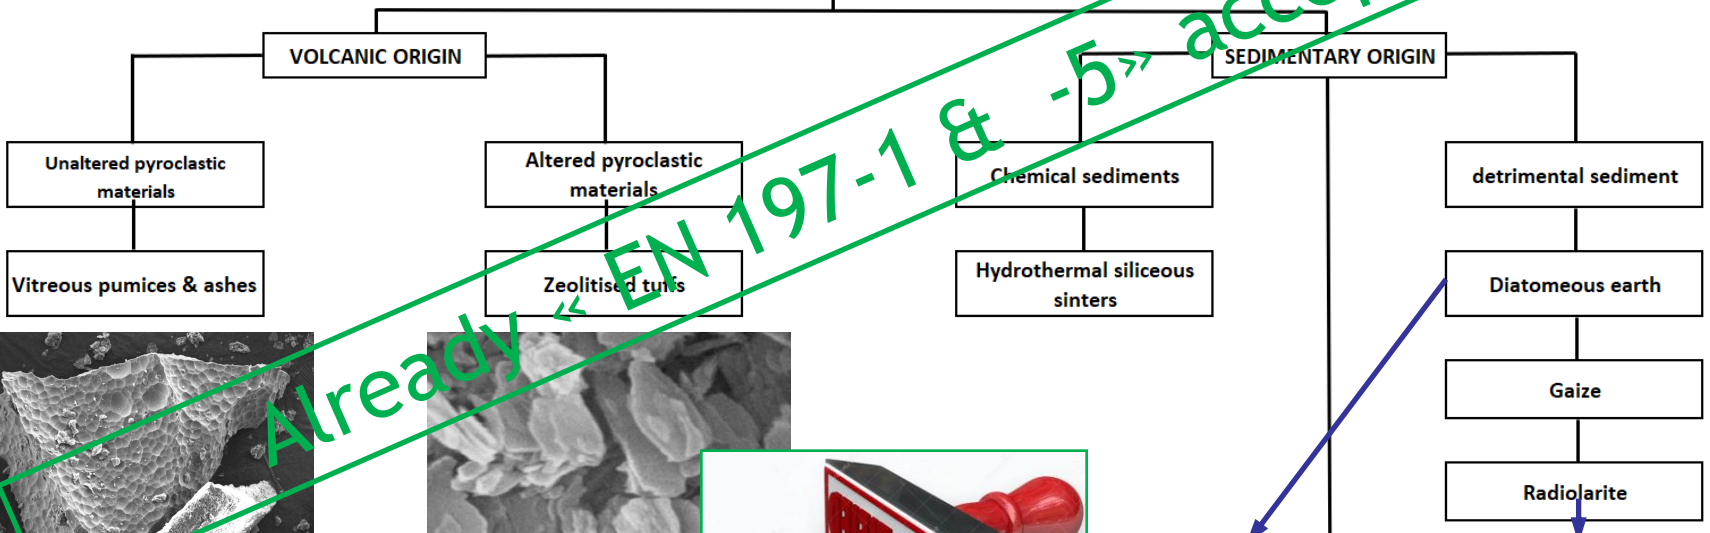 VOLCANIC ORIGIN
SEDIMENTARY ORIGIN
Unaltered pyroclastic
materials
Altered pyroclastic
materials
Chemical sediments
detrimental sediment
Vitreous pumices & ashes
Zeolitised tuffs
Hydrothermal siliceous
sinters
Diatomeous earth
Gaize
Radiolarite
Already « EN 197-1 & -5»